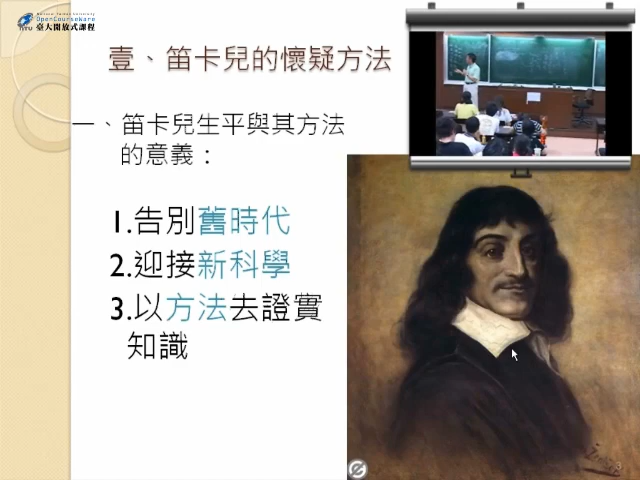 National Taiwan University
OpenCourseWare
NTU 臺大開放式課程
壹、笛卡兒的懷疑方法
一、笛卡兒生平與其方法
的意義：
1.告別舊時代
2.迎接新科學
3.以方法去證實
知識